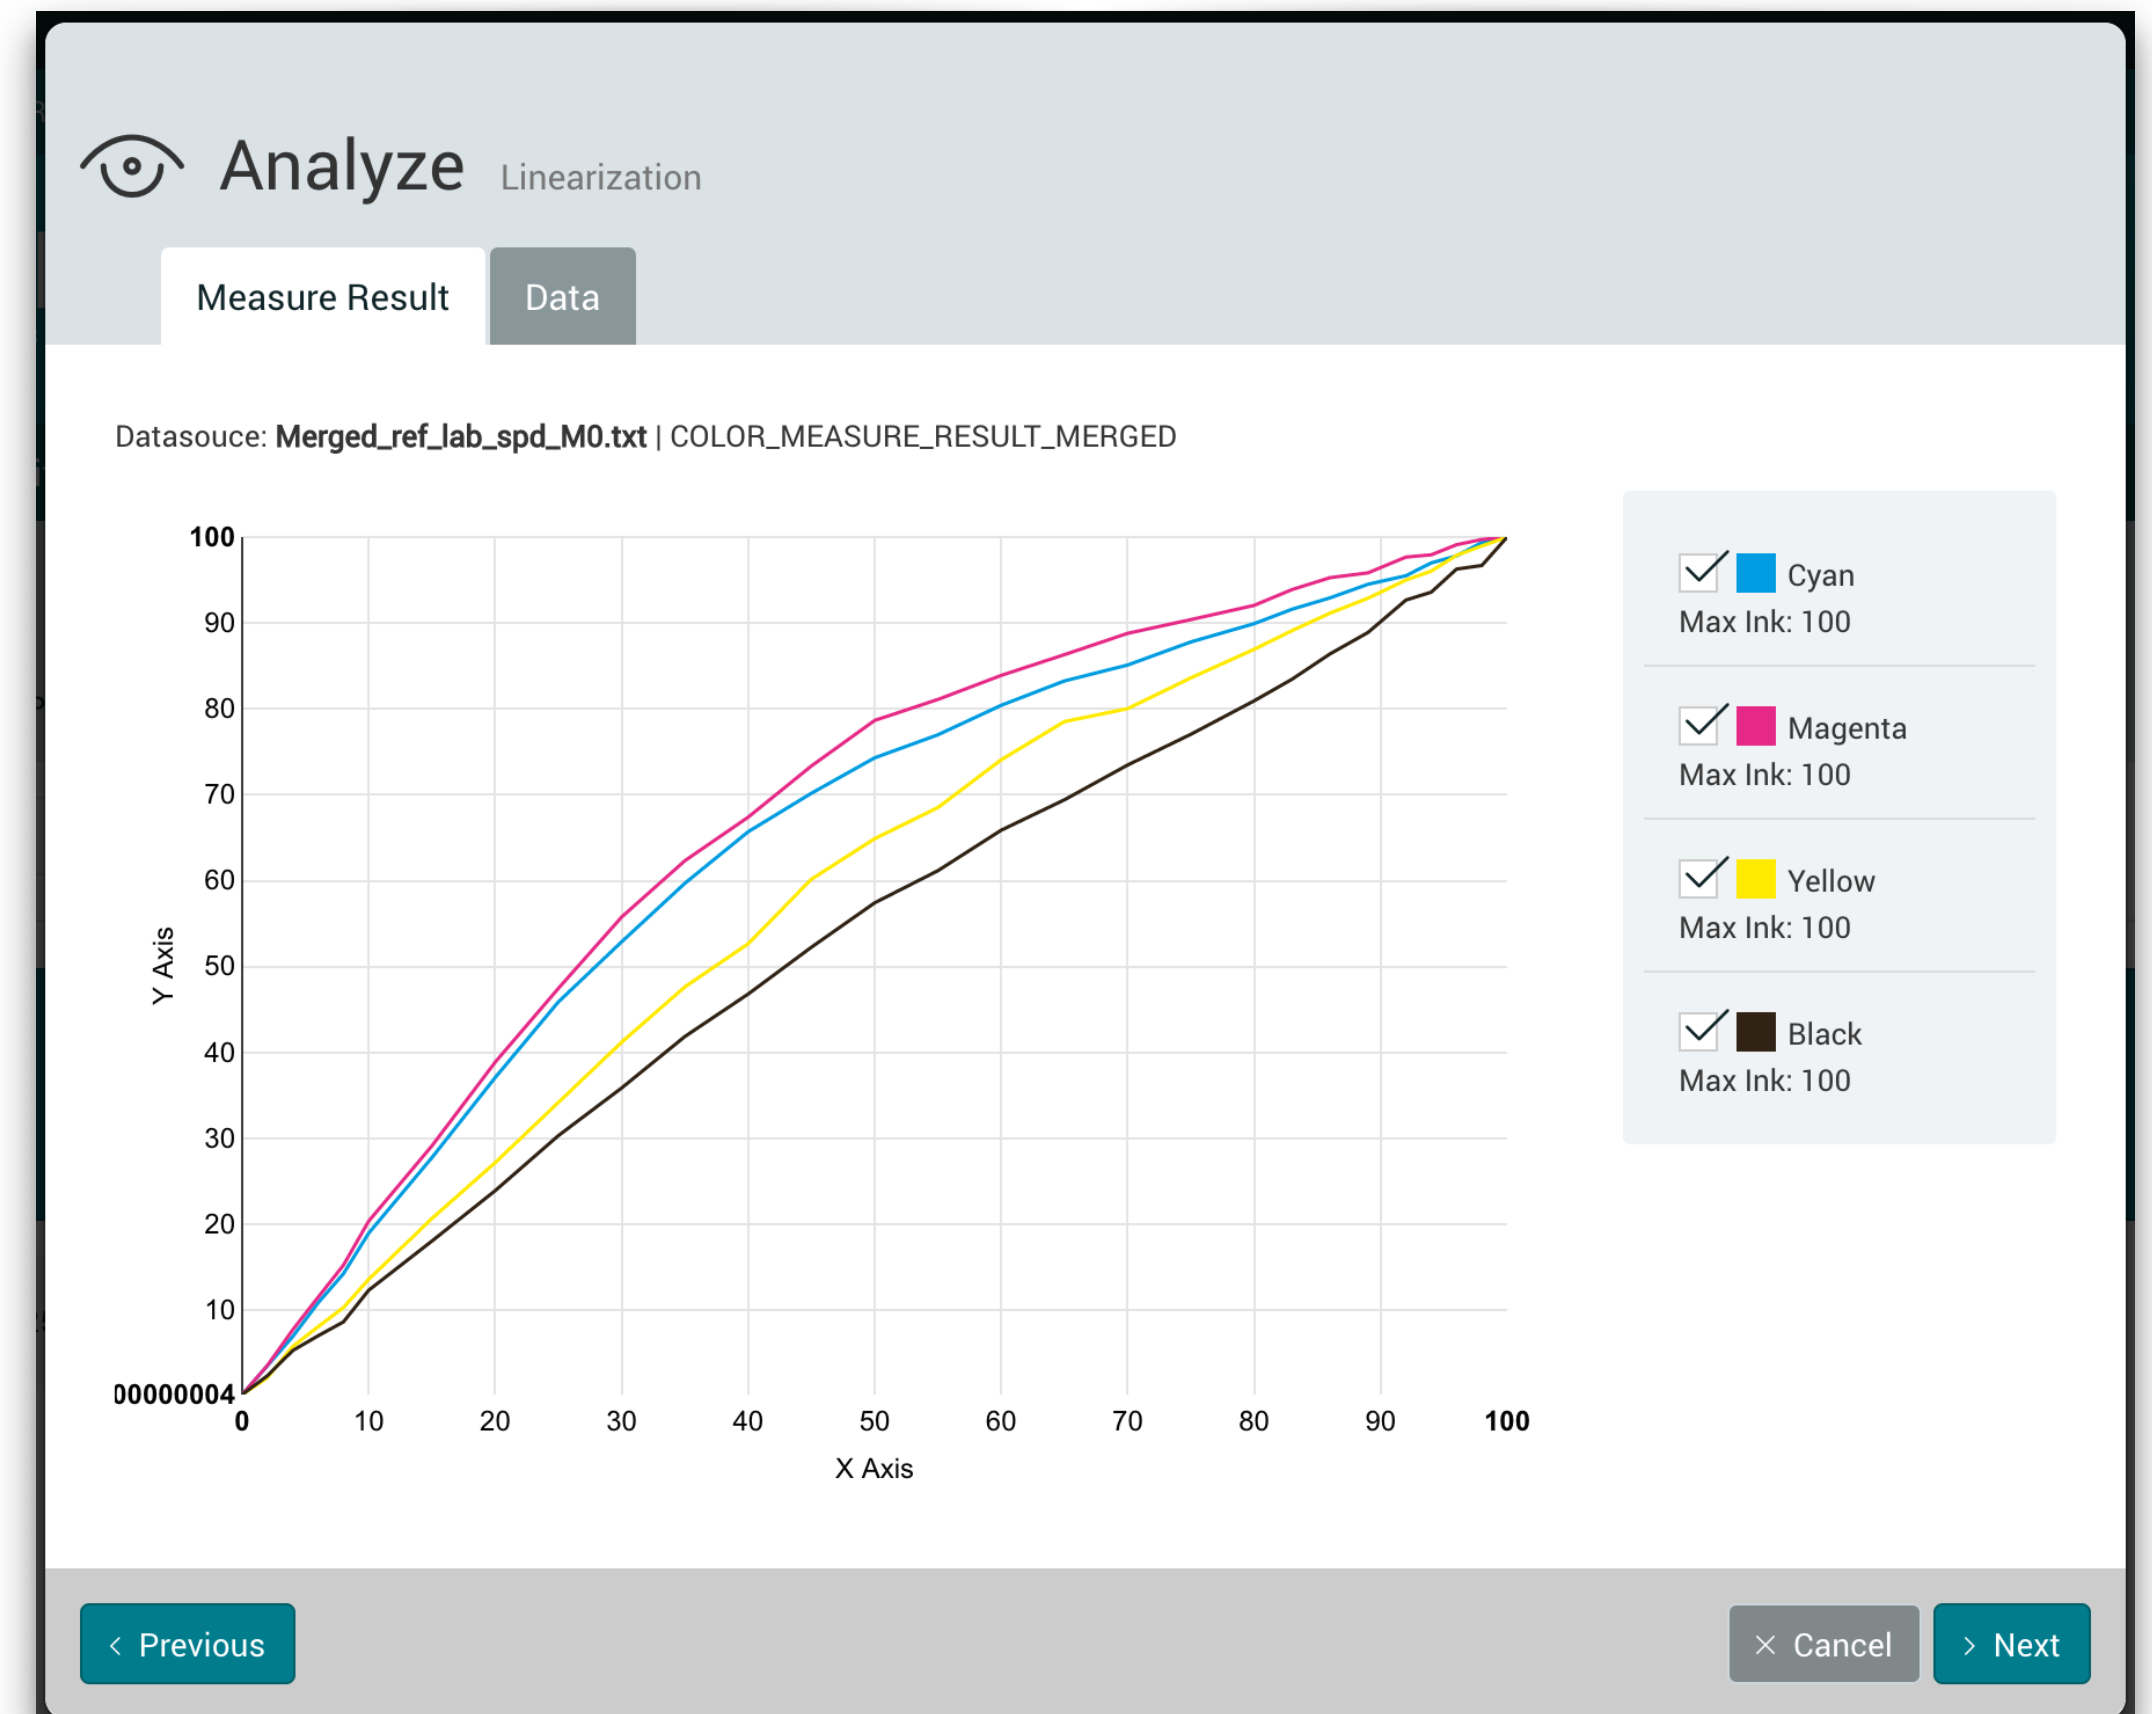 Analyze Linearization
Measure Result
Data
Datasouce: Merged_ref_lab_spd_M0.txt | COLOR_MEASURE_RESULT_MERGED
100
90
80
70
60
50
40
30
20
10
00000004
Y Axis
0 10 20 30 40 50 60 70 80 90 100
X Axis
Cyan
Max Ink: 100
Magenta
Max Ink: 100
Yellow
Max Ink: 100
Black
Max Ink: 100
< Previous
× Cancel
> Next